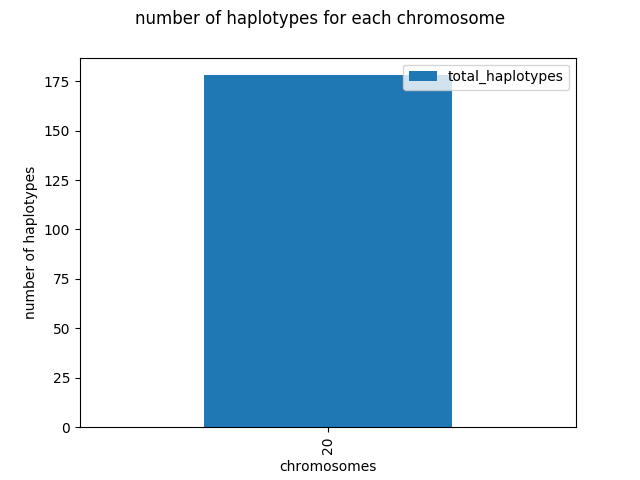 number of haplotypes for each chromosome
total_haplotypes
175
150
125
100
75
50
25
0
number of haplotypes
20
chromosomes